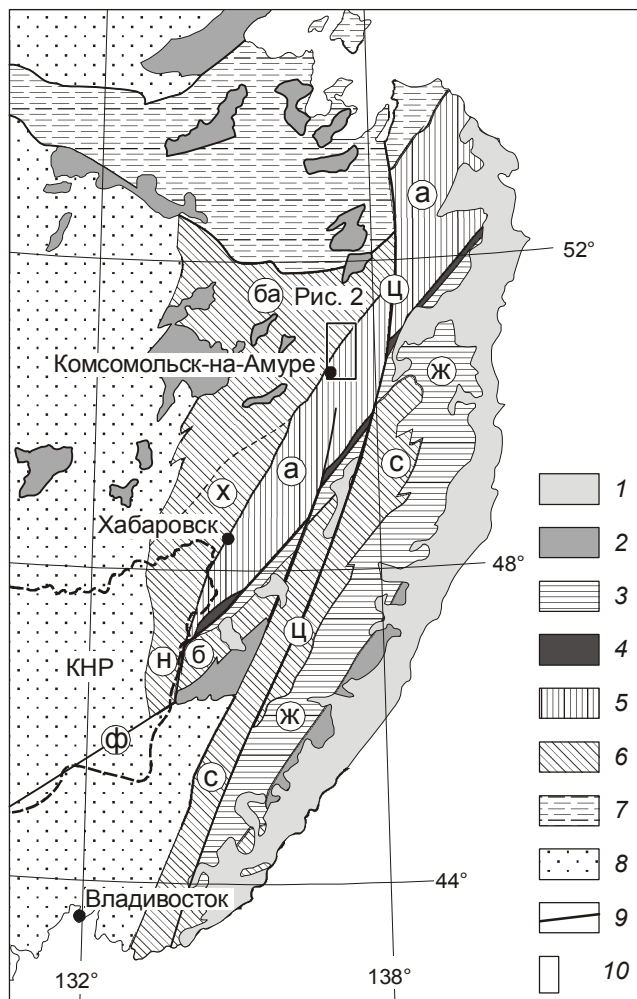 а
52°
ба
Рис. 2
ц
Комсомольск-на-Амуре
ж
с
а
х
1
Хабаровск
2
48°
3
ц
4
н
б
КНР
5
ж
ф
6
с
7
8
44°
Владивосток
9
132°
138°
10